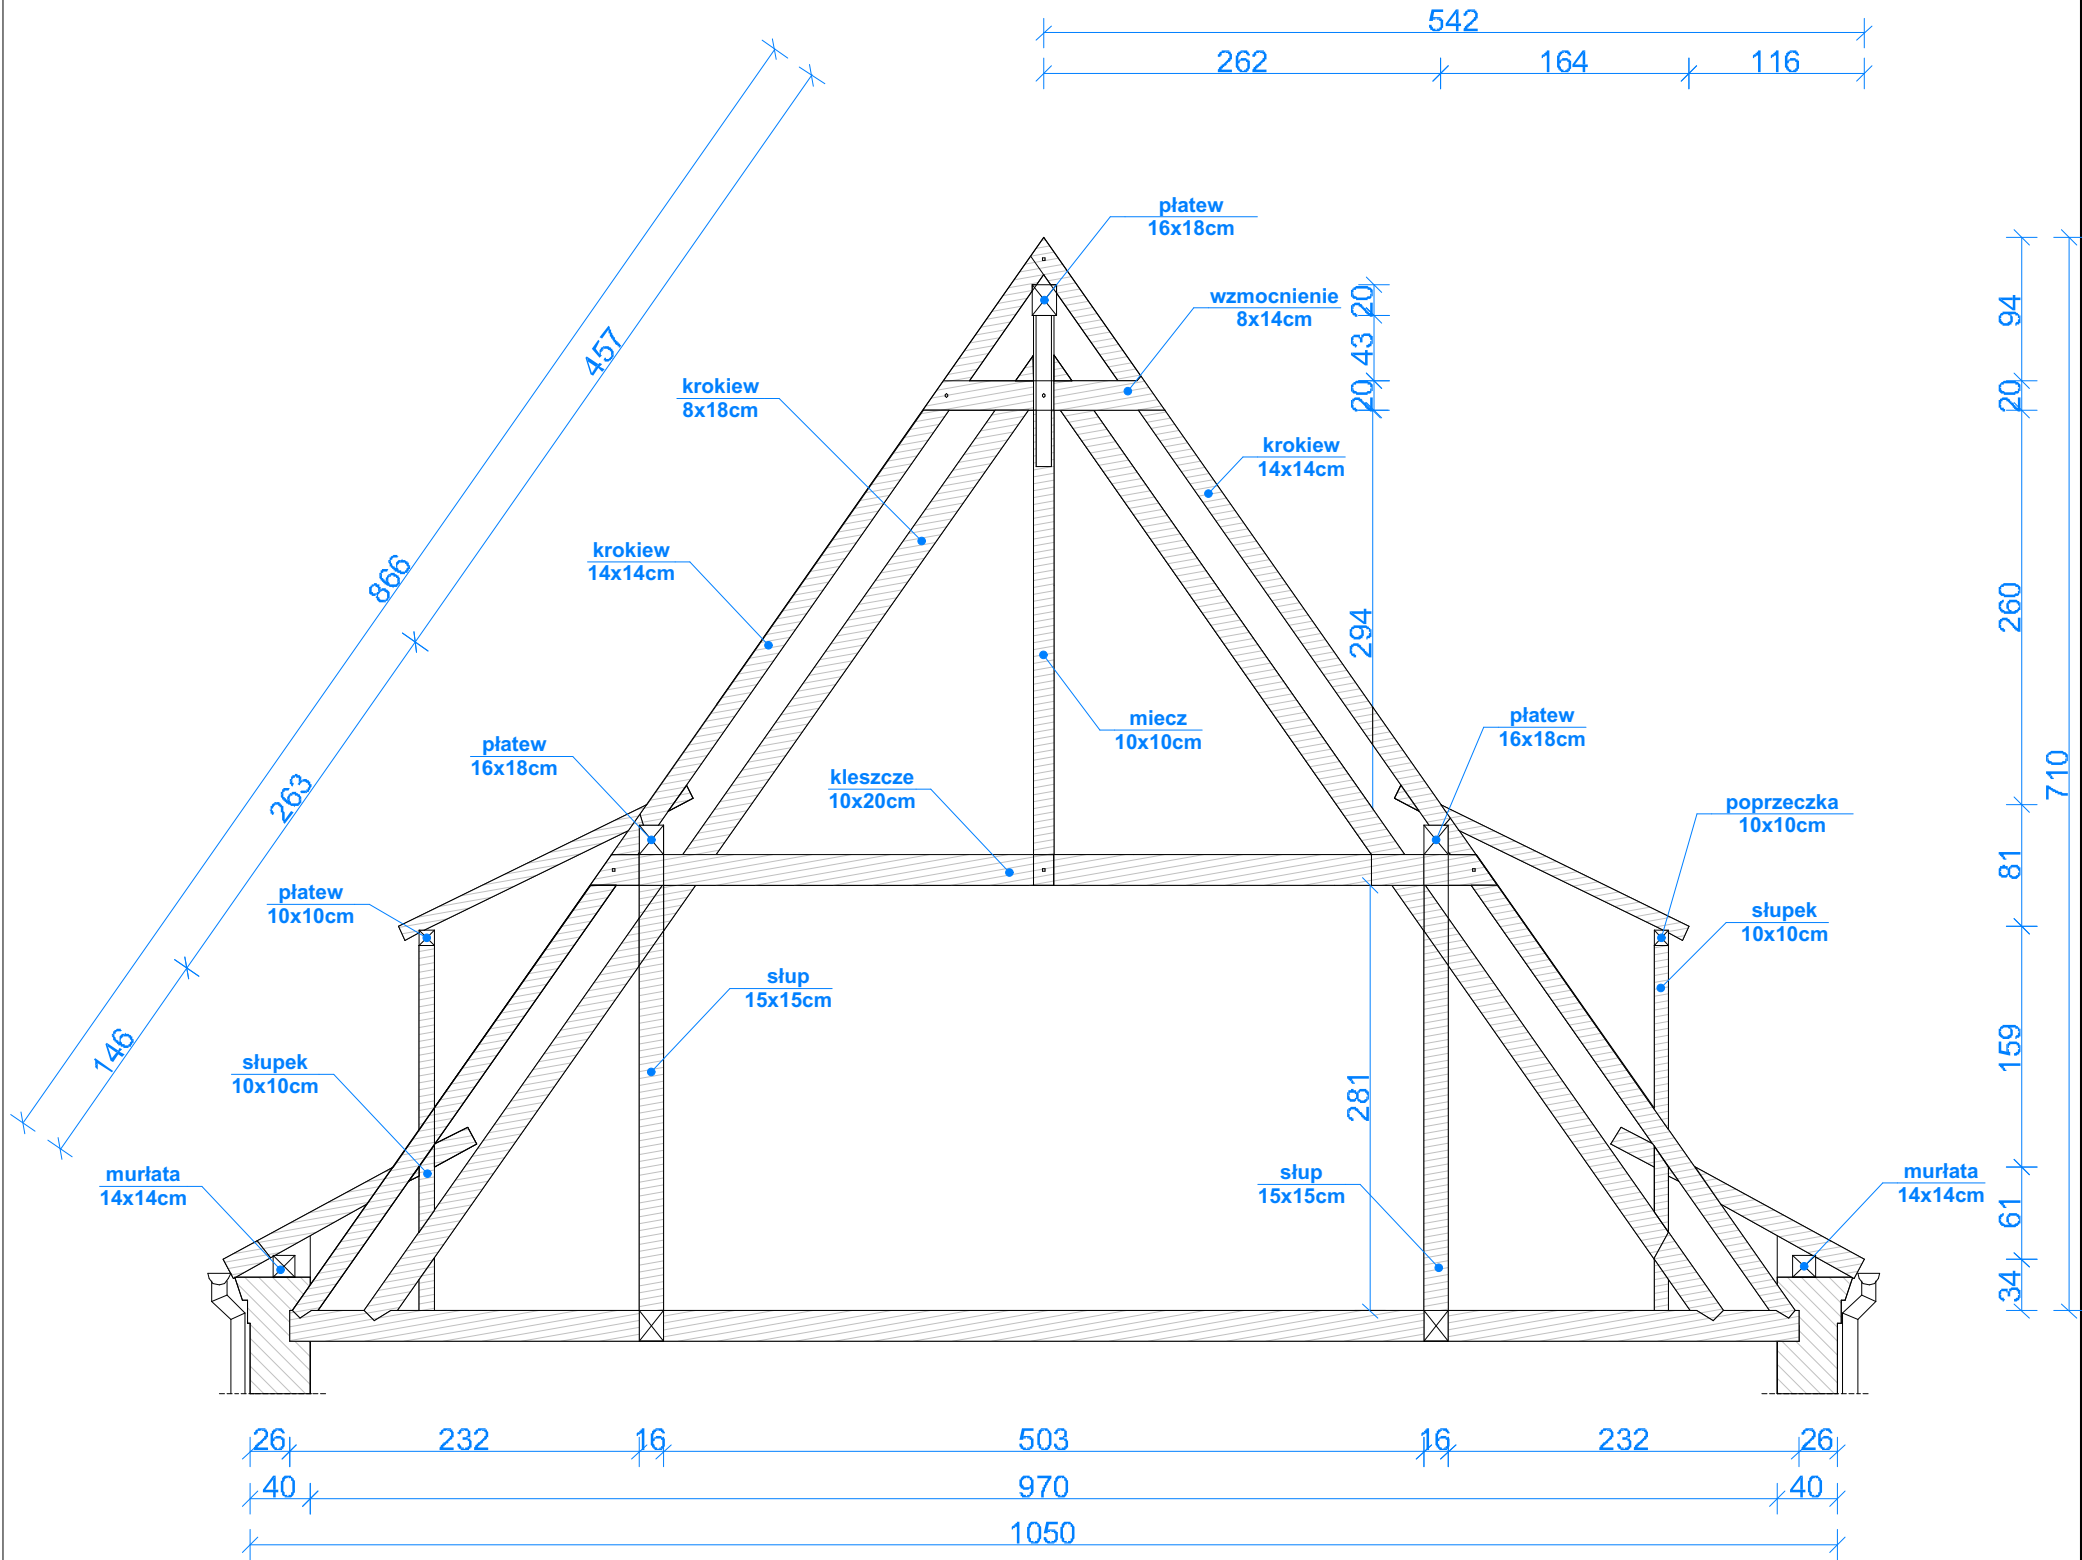 542
262 164 116
płatew
16x18cm
wzmocnienie
8x14cm
20
43
20
94
20
krokiew
8x18cm
457
krokiew
14x14cm
krokiew
14x14cm
866
260
294
płatew
16x18cm
miecz
10x10cm
płatew
16x18cm
kleszcze
10x20cm
263
710
poprzeczka
10x10cm
81
płatew
10x10cm
słupek
10x10cm
słup
15x15cm
146
159
281
słupek
10x10cm
murłata
14x14cm
słup
15x15cm
murłata
14x14cm
61
34
26 232 16 503 16 232 26
40 970 40
1050